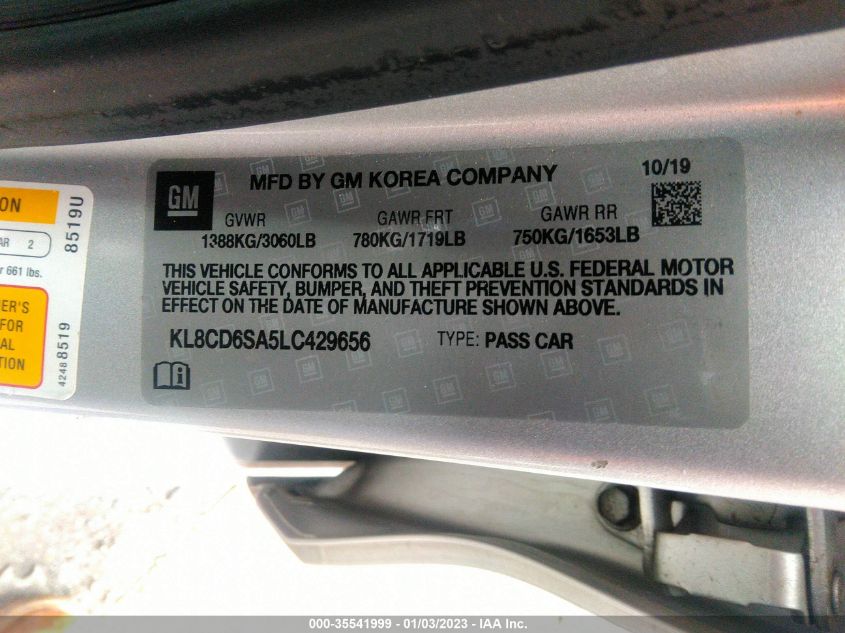 ON
AR 2
r 661 lbs.
8519U
ER'S
FOR
AL
TION
4248 8519
GM
MFD BY GM KOREA COMPANY
10/19
GVWR GAWR FRT GAWR RR
1388KG/3060LB 780KG/1719LB 750KG/1653LB
THIS VEHICLE CONFORMS TO ALL APPLICABLE U.S. FEDERAL MOTOR
VEHICLE SAFETY, BUMPER, AND THEFT PREVENTION STANDARDS IN
EFFECT ON THE DATE OF MANUFACTURE SHOWN ABOVE.
KL8CD6SA5LC429656 TYPE: PASS CAR
000-35541999 - 01/03/2023 - IAA Inc.